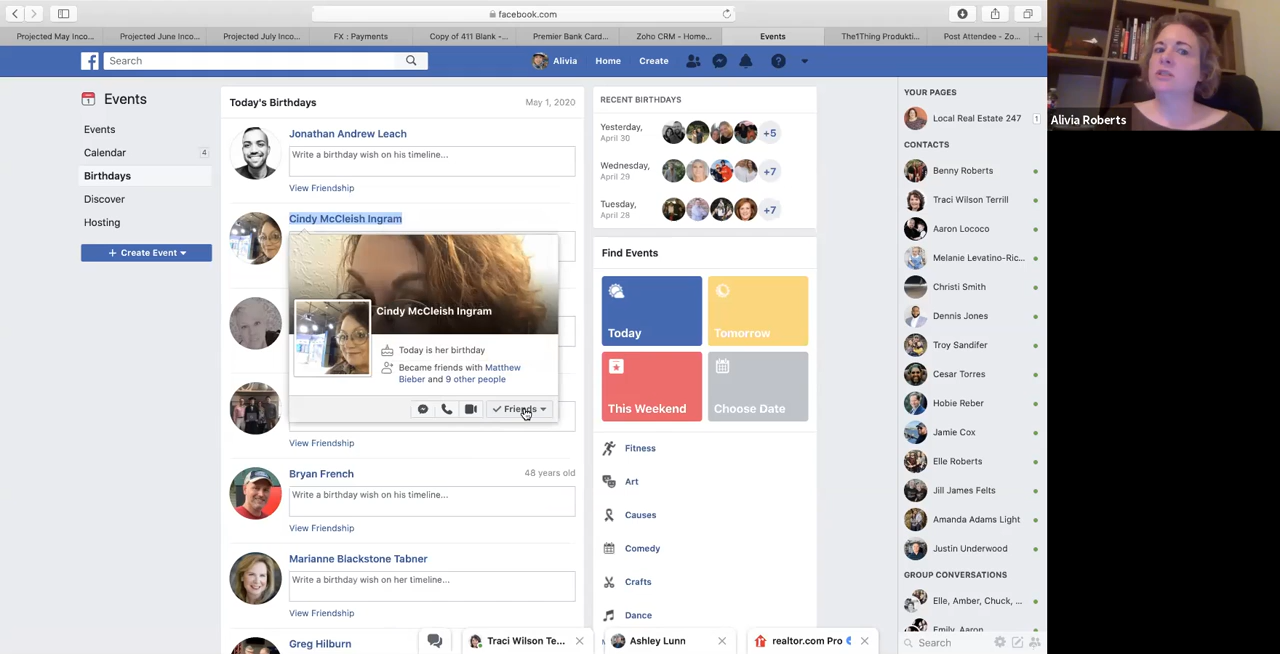 facebook.com
Projected May Inco...
Projected June Inco...
Projected July Inco...
FX : Payments
Copy of 411 Blank –...
Premier Bank Card...
Zoho CRM - Home...
Events
The1Thing Produkti...
Post Attendee - Zo...
Search
Alivia
Home
Create
Events
Events
Calendar
4
Birthdays
Discover
Hosting
+ Create Event
Today's Birthdays
May 1, 2020
Jonathan Andrew Leach
Write a birthday wish on his timeline...
View Friendship
Cindy McCleish Ingram
Cindy McCleish Ingram
Today is her birthday
Became friends with Matthew
Bieber and 9 other people
Friends
View Friendship
Bryan French
48 years old
Write a birthday wish on his timeline...
View Friendship
Marianne Blackstone Tabner
Write a birthday wish on her timeline...
View Friendship
Greg Hilburn
RECENT BIRTHDAYS
Yesterday,
April 30
+5
Wednesday,
April 29
+7
Tuesday,
April 28
+7
Find Events
Today
Tomorrow
This Weekend
Choose Date
Fitness
Art
Causes
Comedy
Crafts
Dance
YOUR PAGES
Local Real Estate 247
1
CONTACTS
Benny Roberts
Traci Wilson Terrill
Aaron Lococo
Melanie Levatino-Ric...
Christi Smith
Dennis Jones
Troy Sandifer
Cesar Torres
Hobie Reber
Jamie Cox
Elle Roberts
Jill James Felts
Amanda Adams Light
Justin Underwood
GROUP CONVERSATIONS
Elle, Amber, Chuck, ...
Emily, Aaron
Search
Traci Wilson Te...
Ashley Lunn
realtor.com Pro
Alivia Roberts